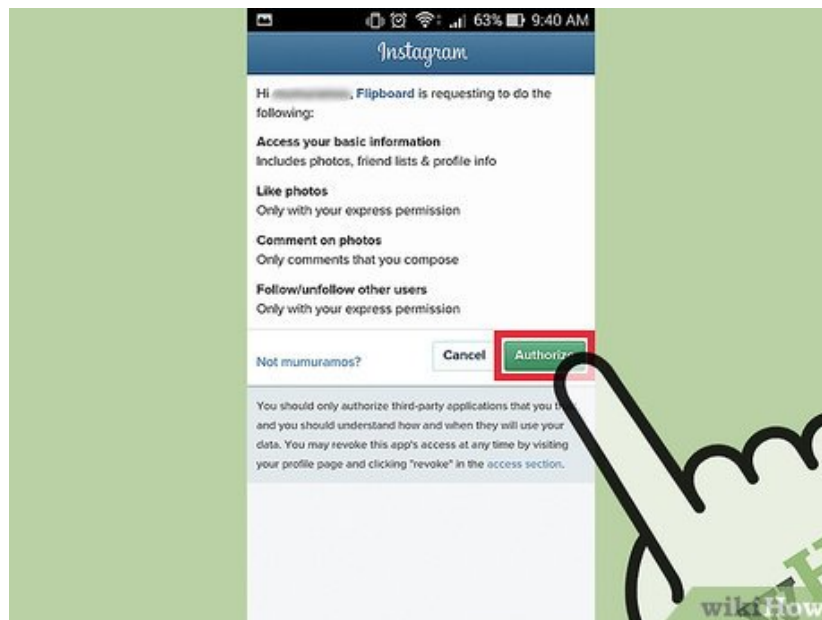 63% 9:40 AM
Instagram
Hi , Flipboard is requesting to do the
following:
Access your basic information
Includes photos, friend lists & profile info
Like photos
Only with your express permission
Comment on photos
Only comments that you compose
Follow/unfollow other users
Only with your express permission
Not mumuramos?
Cancel
Authorize
You should only authorize third-party applications that you
and you should understand how and when they will use your
data. You may revoke this app's access at any time by visiting
your profile page and clicking "revoke" in the access section.
wikiHow